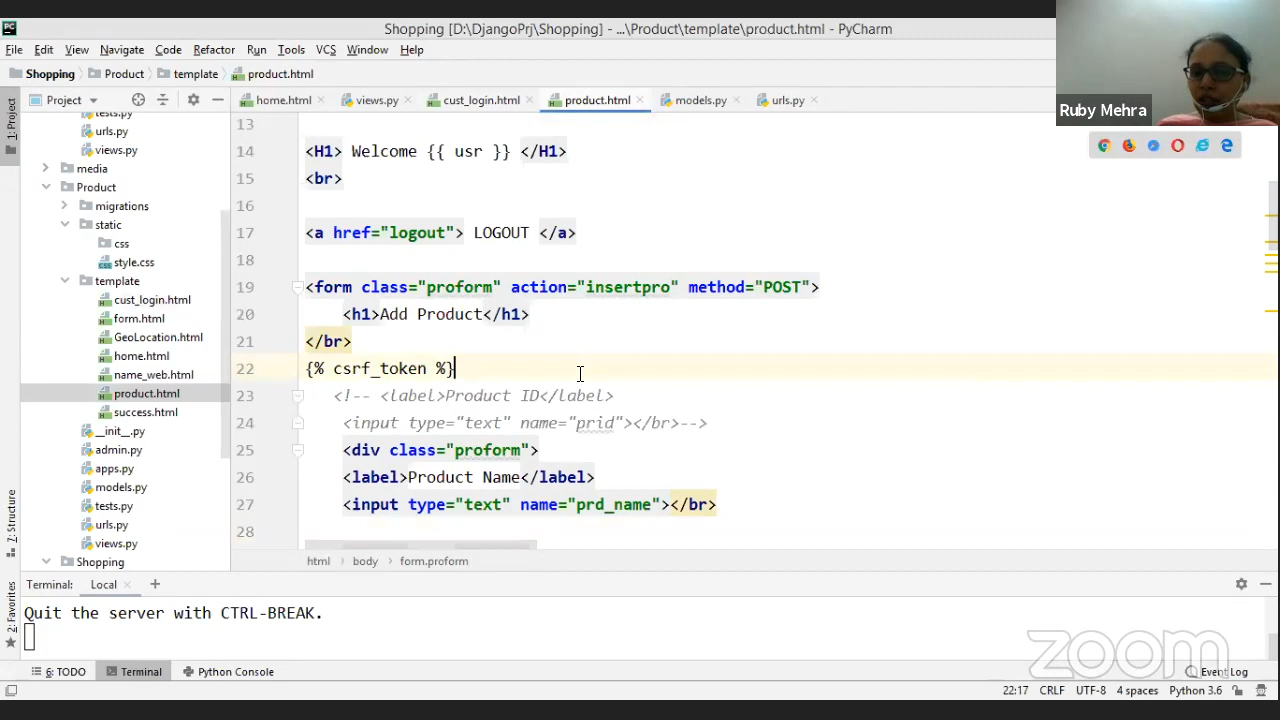 Shopping [D:\DjangoPrj\Shopping] - ...\Product\template\product.html - PyCharm
File Edit View Navigate Code Refactor Run Tools VCS Window Help
Shopping Product template product.html
Project home.html views.py cust_login.html product.html models.py urls.py
Ruby Mehra
1: Project
7: Structure
2: Favorites
tests.py
urls.py
views.py
media
Product
migrations
static
css
style.css
template
cust_login.html
form.html
GeoLocation.html
home.html
name_web.html
product.html
success.html
__init__.py
admin.py
apps.py
models.py
tests.py
urls.py
views.py
Shopping
13
14 <H1> Welcome {{ usr }} </H1>
15 <br>
16
17 <a href="logout"> LOGOUT </a>
18
19 <form class="proform" action="insertpro" method="POST">
20 <h1>Add Product</h1>
21 </br>
22 {% csrf_token %}
23 <!-- <label>Product ID</label>
24 <input type="text" name="prid"></br>-->
25 <div class="proform">
26 <label>Product Name</label>
27 <input type="text" name="prd_name"></br>
28
html body form.proform
Terminal: Local
Quit the server with CTRL-BREAK.
zoom
6: TODO Terminal Python Console Event Log
22:17 CRLF UTF-8 4 spaces Python 3.6